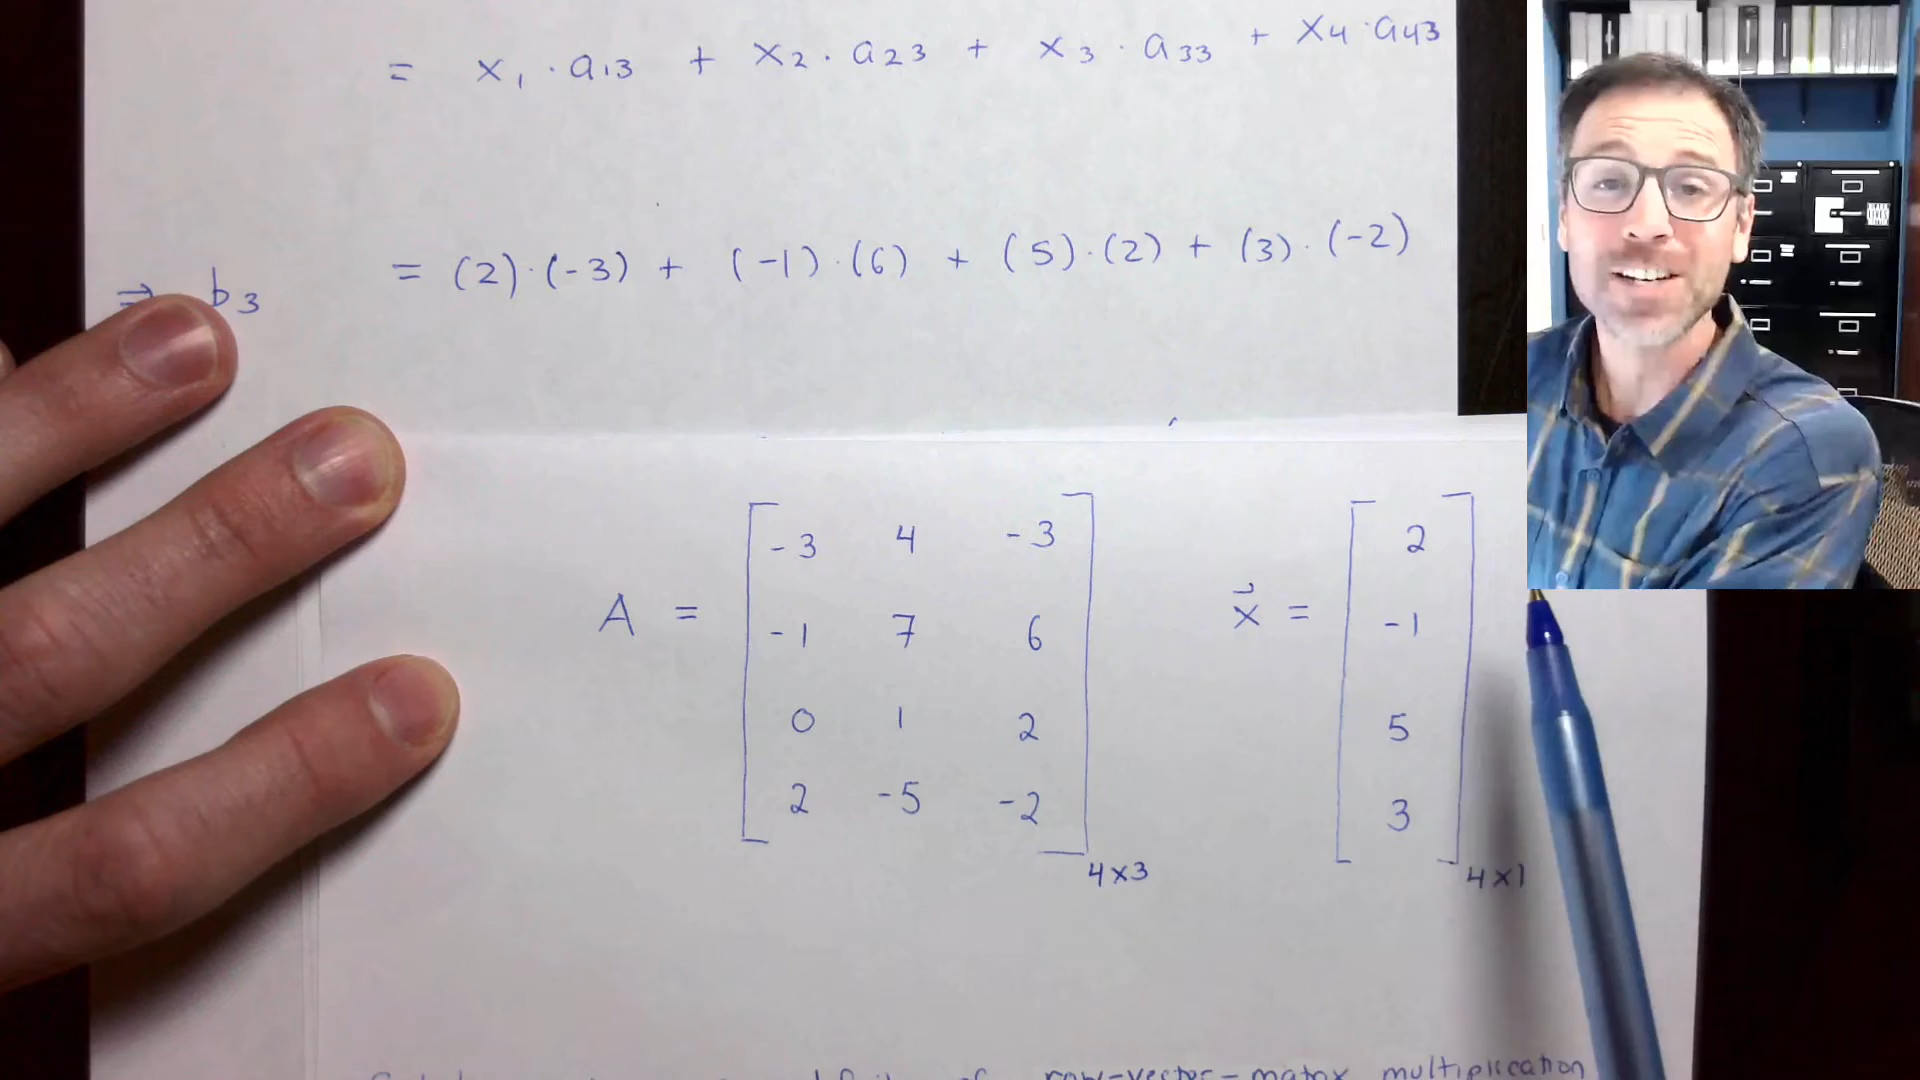 = x₁ · a₁₃ + x₂ · a₂₃ + x₃ · a₃₃ + x₄ · a₄₃
⇒ b₃ = (2)·(-3) + (-1)·(6) + (5)·(2) + (3)·(-2)
A = x⃗ =
-3 4 -3 2
-1 7 6 -1
0 1 2 5
2 -5 -2 3
4x3 4x1
row-vector-matrix multiplication